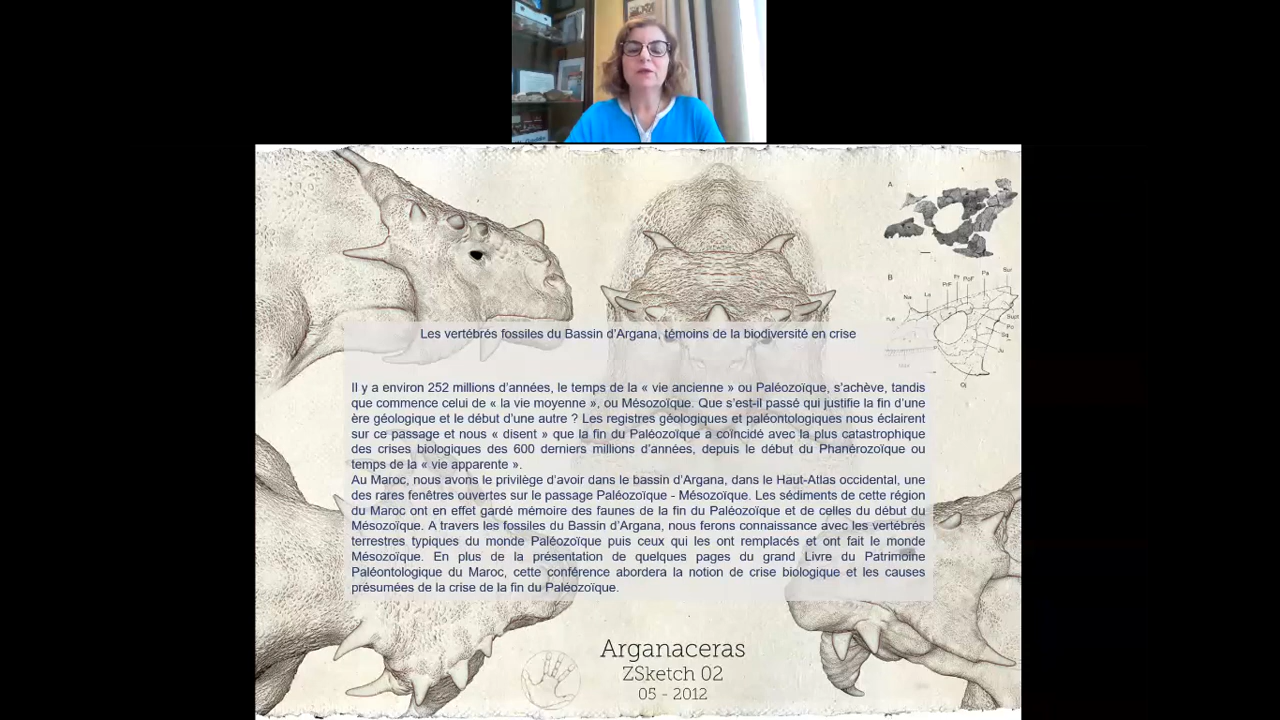 A
B
Na
La
PrF
Fr
PoF
Pa
Sur
Supt
Po
Sq
Ju
Les vertébrés fossiles du Bassin d'Argana, témoins de la biodiversité en crise
Il y a environ 252 millions d'années, le temps de la « vie ancienne » ou Paléozoïque, s'achève, tandis
que commence celui de « la vie moyenne », ou Mésozoïque. Que s'est-il passé qui justifie la fin d'une
ère géologique et le début d'une autre ? Les registres géologiques et paléontologiques nous éclairent
sur ce passage et nous « disent » que la fin du Paléozoïque a coïncidé avec la plus catastrophique
des crises biologiques des 600 derniers millions d'années, depuis le début du Phanérozoïque ou
temps de la « vie apparente ».
Au Maroc, nous avons le privilège d'avoir dans le bassin d'Argana, dans le Haut-Atlas occidental, une
des rares fenêtres ouvertes sur le passage Paléozoïque - Mésozoïque. Les sédiments de cette région
du Maroc ont en effet gardé mémoire des faunes de la fin du Paléozoïque et de celles du début du
Mésozoïque. A travers les fossiles du Bassin d'Argana, nous ferons connaissance avec les vertébrés
terrestres typiques du monde Paléozoïque puis ceux qui les ont remplacés et ont fait le monde
Mésozoïque. En plus de la présentation de quelques pages du grand Livre du Patrimoine
Paléontologique du Maroc, cette conférence abordera la notion de crise biologique et les causes
présumées de la crise de la fin du Paléozoïque.
Arganaceras
ZSketch 02
05 - 2012